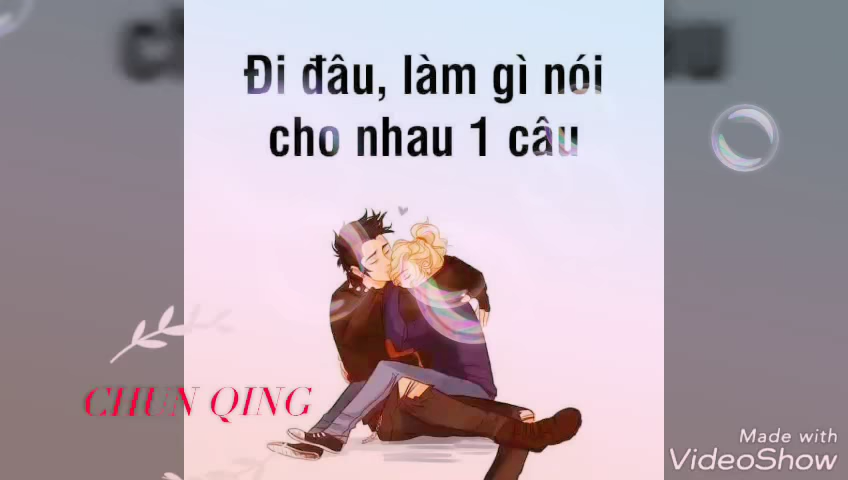 Đi đâu, làm gì nói
cho nhau 1 câu
CHUN QING
Made with
VideoShow